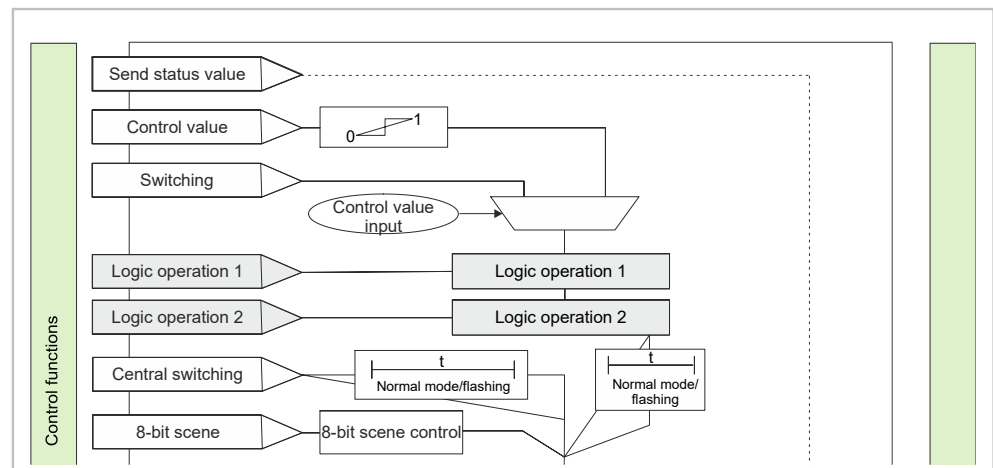 Send status value
Control value
0
1
Switching
Control value
input
Logic operation 1
Logic operation 1
Logic operation 2
Logic operation 2
Central switching
t
Normal mode/flashing
t
Normal mode/
flashing
8-bit scene
8-bit scene control
Control functions